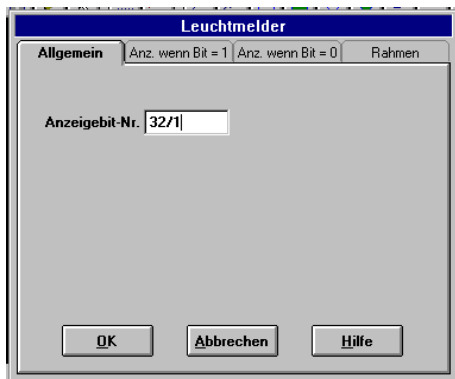 Leuchtmelder
Allgemein Anz. wenn Bit = 1 Anz. wenn Bit = 0 Rahmen
Anzeigebit-Nr. 32/1
OK Abbrechen Hilfe